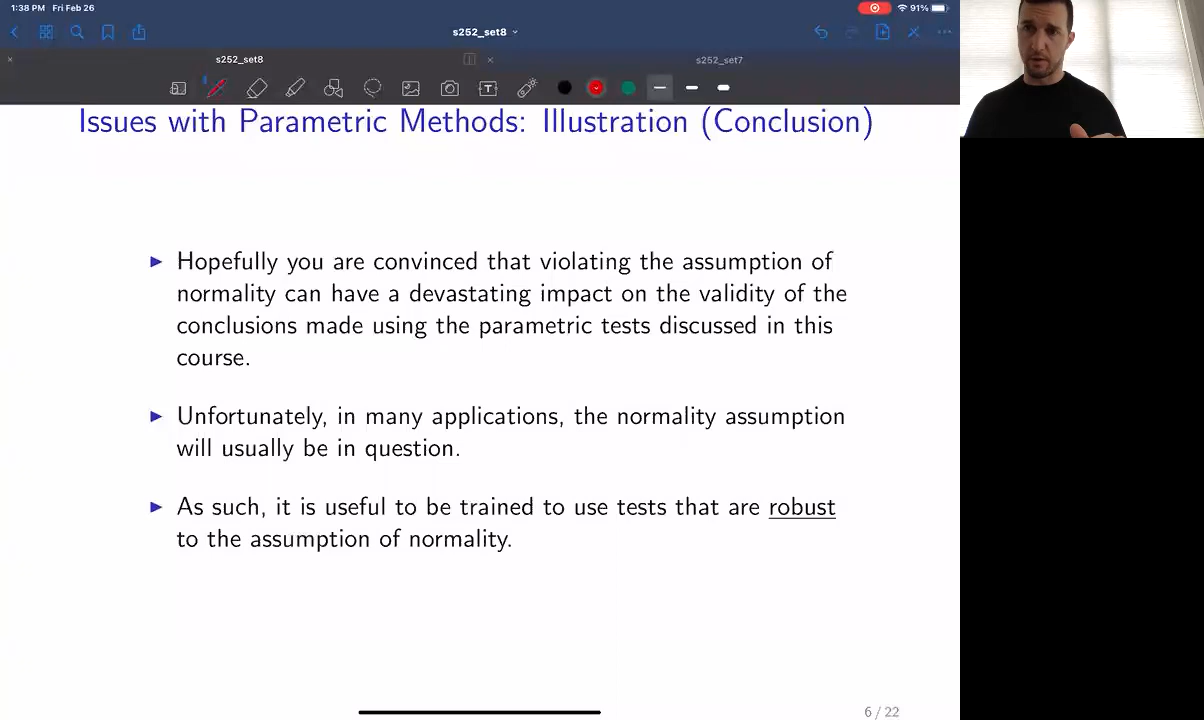 1:38 PM Fri Feb 26
91%
s252_set8
s252_set8
s252_set7
T
Issues with Parametric Methods: Illustration (Conclusion)
Hopefully you are convinced that violating the assumption of
normality can have a devastating impact on the validity of the
conclusions made using the parametric tests discussed in this
course.
Unfortunately, in many applications, the normality assumption
will usually be in question.
As such, it is useful to be trained to use tests that are robust
to the assumption of normality.
6 / 22